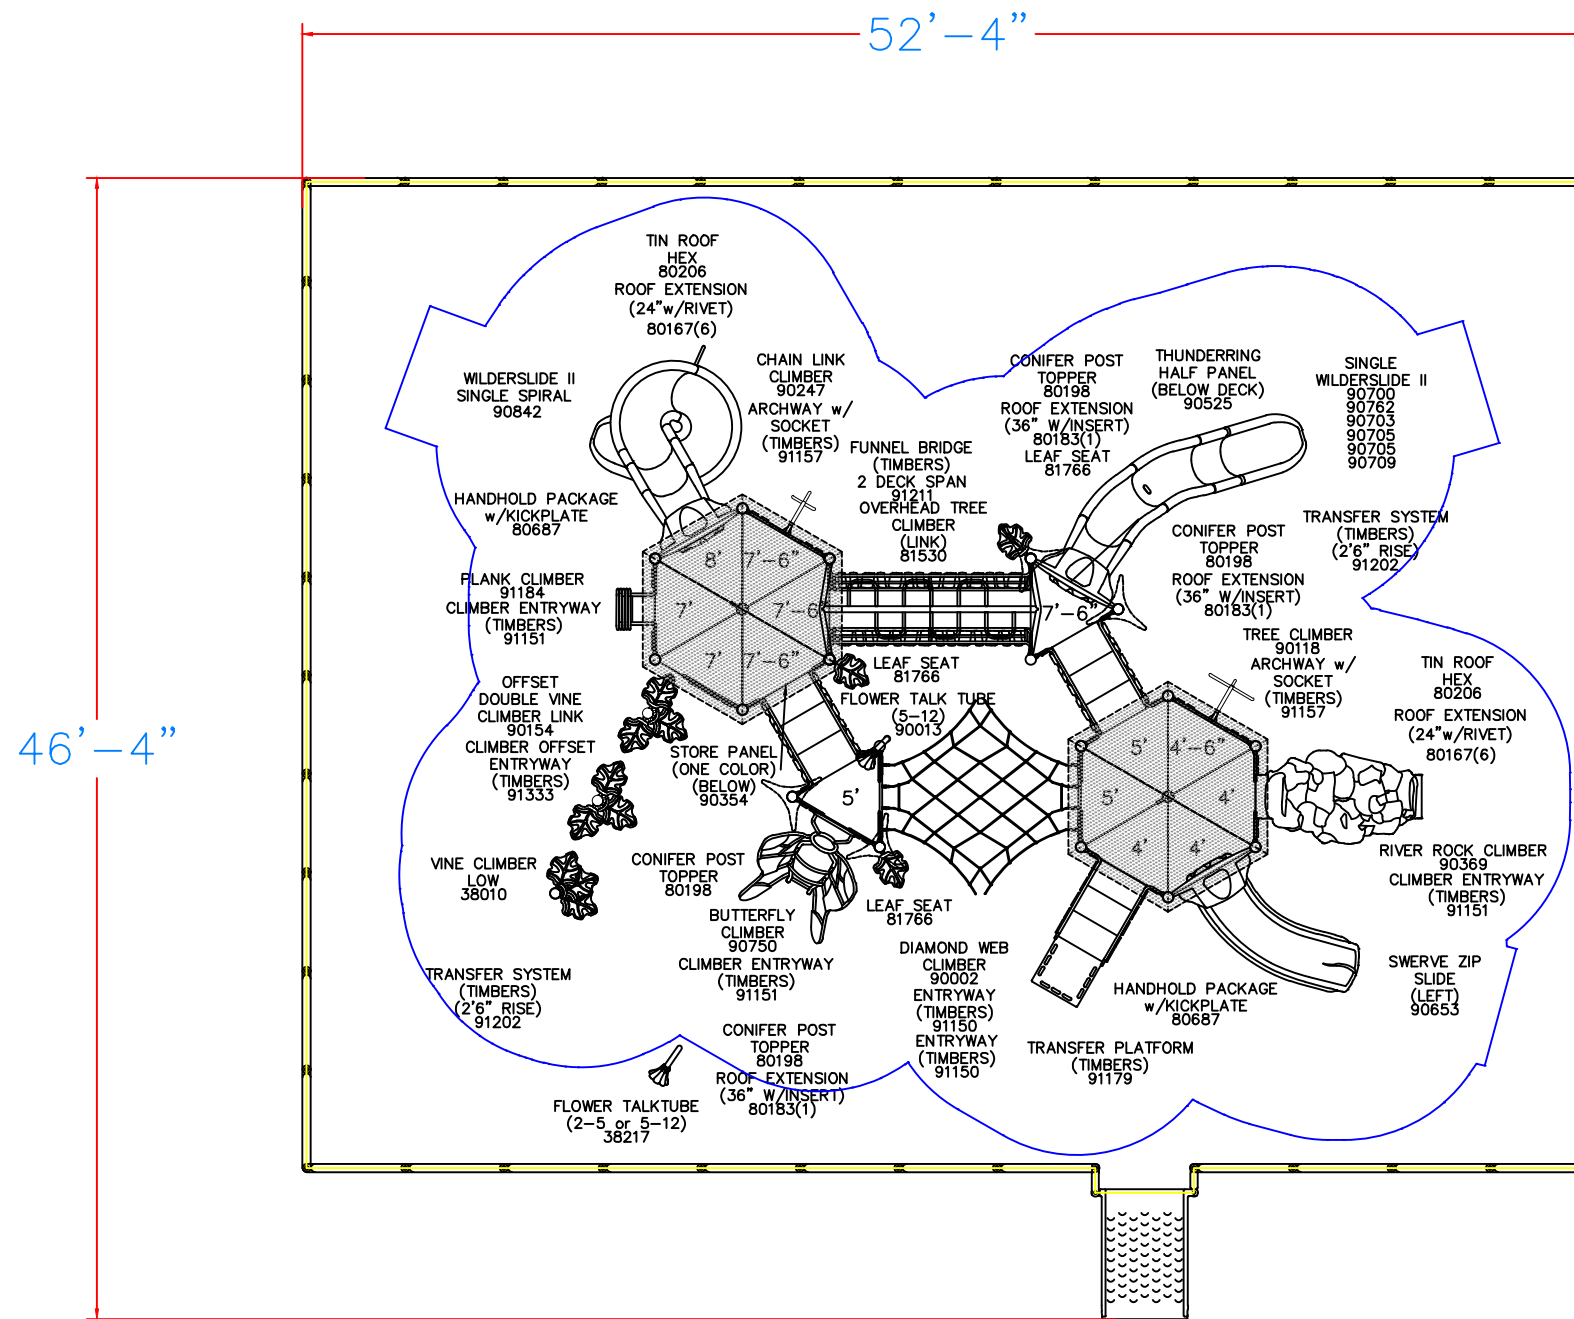 52'-4"
46'-4"
TIN ROOF
HEX
80206
ROOF EXTENSION
(24"w/RIVET)
80167(6)
WILDERSLIDE II
SINGLE SPIRAL
90842
CHAIN LINK
CLIMBER
90247
ARCHWAY w/
SOCKET
(TIMBERS)
91157
FUNNEL BRIDGE
(TIMBERS)
2 DECK SPAN
91211
OVERHEAD TREE
CLIMBER
(LINK)
81530
CONIFER POST
TOPPER
80198
ROOF EXTENSION
(36" W/INSERT)
80183(1)
LEAF SEAT
81766
THUNDERRING
HALF PANEL
(BELOW DECK)
90525
SINGLE
WILDERSLIDE II
90700
90762
90703
90705
90705
90709
HANDHOLD PACKAGE
w/KICKPLATE
80687
TRANSFER SYSTEM
(TIMBERS)
(2'6" RISE)
91202
CONIFER POST
TOPPER
80198
ROOF EXTENSION
(36" W/INSERT)
80183(1)
PLANK CLIMBER
91184
CLIMBER ENTRYWAY
(TIMBERS)
91151
8'
7'-6"
7'
7'-6"
7'
7'-6"
7'-6"
TREE CLIMBER
90118
ARCHWAY w/
SOCKET
(TIMBERS)
91157
TIN ROOF
HEX
80206
ROOF EXTENSION
(24"w/RIVET)
80167(6)
OFFSET
DOUBLE VINE
CLIMBER LINK
90154
CLIMBER OFFSET
ENTRYWAY
(TIMBERS)
91333
LEAF SEAT
81766
FLOWER TALK TUBE
(5-12)
90013
STORE PANEL
(ONE COLOR)
(BELOW)
90354
5'
5'
4'-6"
5'
4'
4'
4'
VINE CLIMBER
LOW
38010
CONIFER POST
TOPPER
80198
BUTTERFLY
CLIMBER
90750
CLIMBER ENTRYWAY
(TIMBERS)
91151
LEAF SEAT
81766
RIVER ROCK CLIMBER
90369
CLIMBER ENTRYWAY
(TIMBERS)
91151
DIAMOND WEB
CLIMBER
90002
ENTRYWAY
(TIMBERS)
91150
ENTRYWAY
(TIMBERS)
91150
SWERVE ZIP
SLIDE
(LEFT)
90653
TRANSFER SYSTEM
(TIMBERS)
(2'6" RISE)
91202
HANDHOLD PACKAGE
w/KICKPLATE
80687
CONIFER POST
TOPPER
80198
ROOF EXTENSION
(36" W/INSERT)
80183(1)
TRANSFER PLATFORM
(TIMBERS)
91179
FLOWER TALKTUBE
(2-5 or 5-12)
38217